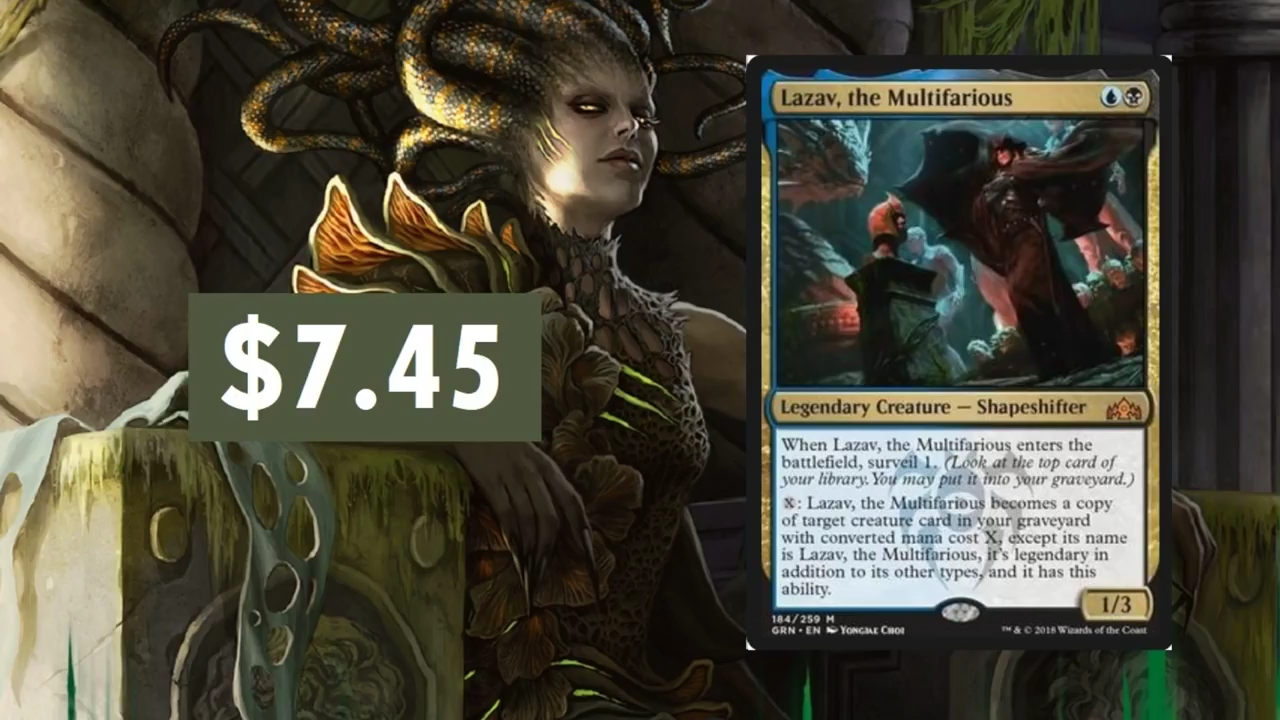 $7.45
Lazav, the Multifarious
Legendary Creature — Shapeshifter
When Lazav, the Multifarious enters the
battlefield, surveil 1. (Look at the top card of
your library. You may put it into your graveyard.)
X: Lazav, the Multifarious becomes a copy
of target creature card in your graveyard
with converted mana cost X, except its name
is Lazav, the Multifarious, it's legendary in
addition to its other types, and it has this
ability.
1/3
184/259 M
GRN • EN Yongjae Choi
™ & © 2018 Wizards of the Coast